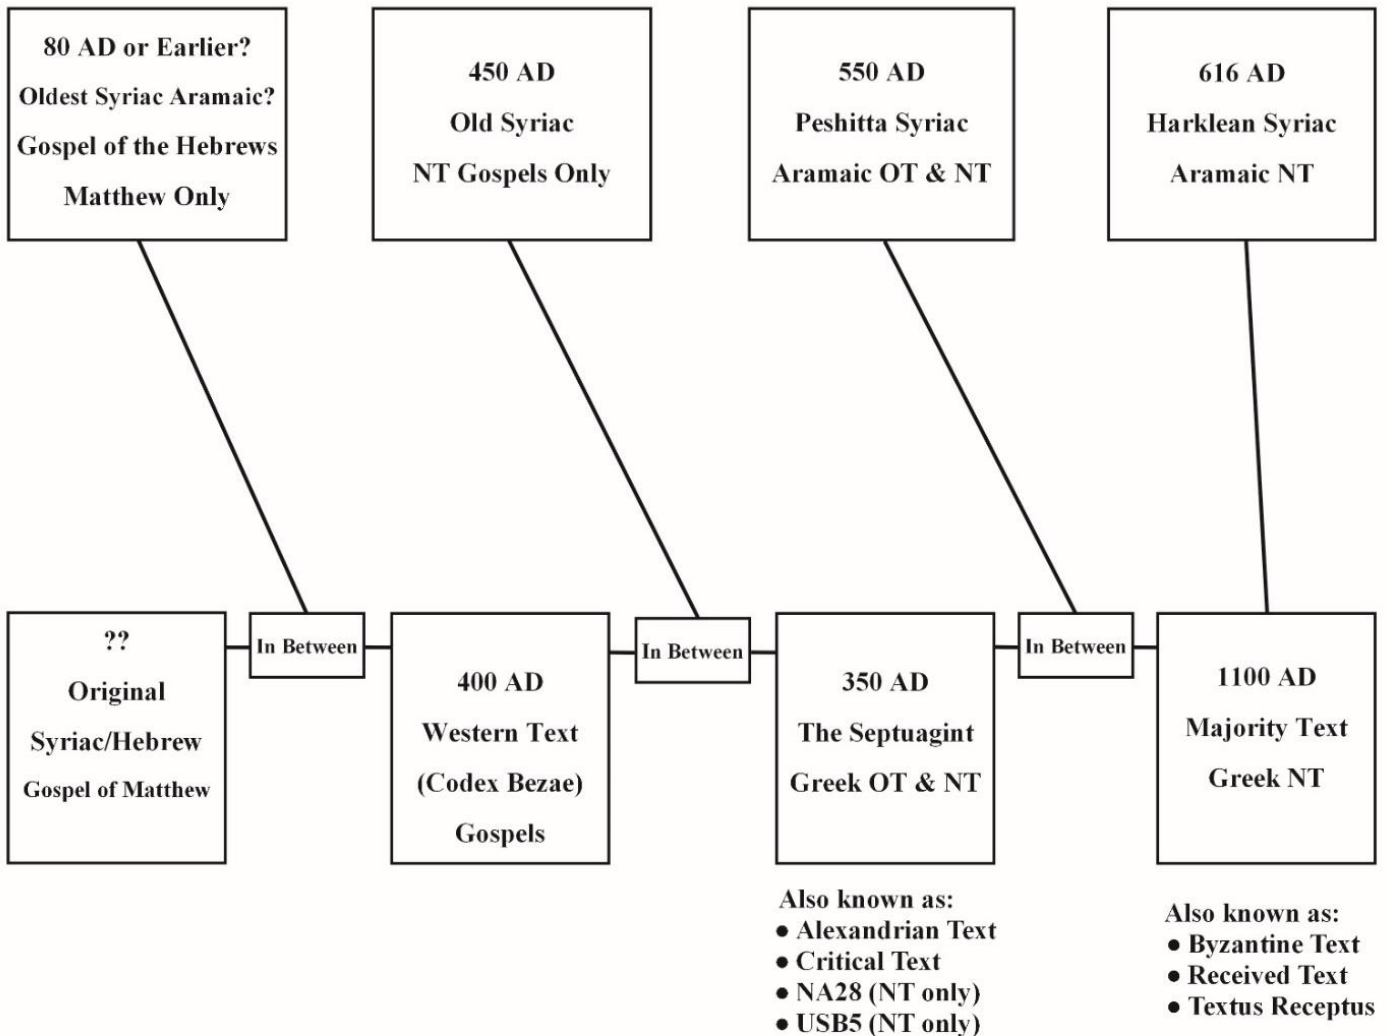 80 AD or Earlier?
Oldest Syriac Aramaic?
Gospel of the Hebrews
Matthew Only
450 AD
Old Syriac
NT Gospels Only
550 AD
Peshitta Syriac
Aramaic OT & NT
616 AD
Harklean Syriac
Aramaic NT
??
Original
Syriac/Hebrew
Gospel of Matthew
In Between
400 AD
Western Text
(Codex Bezae)
Gospels
In Between
350 AD
The Septuagint
Greek OT & NT
In Between
1100 AD
Majority Text
Greek NT
Also known as:
● Alexandrian Text
● Critical Text
● NA28 (NT only)
● USB5 (NT only)
Also known as:
● Byzantine Text
● Received Text
● Textus Receptus